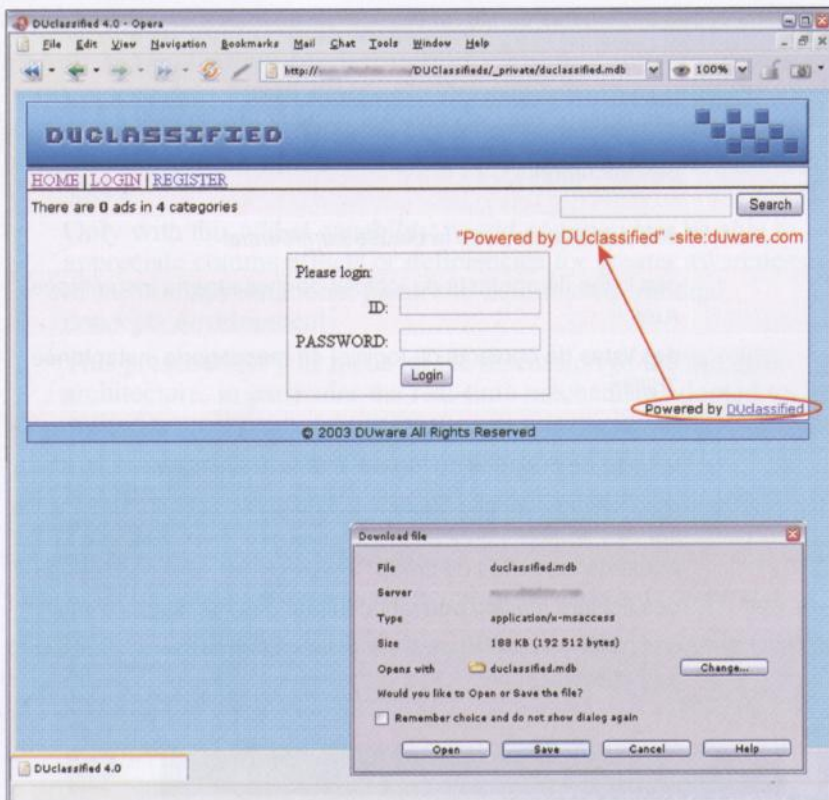 DUclassified 4.0 - Opera
File Edit View Navigation Bookmarks Mail Chat Tools Window Help
http:// /DUClassifieds/_private/duclassified.mdb 100%
DUCLASSIFIED
HOME | LOGIN | REGISTER
There are 0 ads in 4 categories Search
"Powered by DUclassified" -site:duware.com
Please login:
ID:
PASSWORD:
Login
Powered by DUclassified
© 2003 DUware All Rights Reserved
Download file
File duclassified.mdb
Server
Type application/x-msaccess
Size 188 KB (192 512 bytes)
Opens with duclassified.mdb Change...
Would you like to Open or Save the file?
Remember choice and do not show dialog again
Open Save Cancel Help
DUclassified 4.0